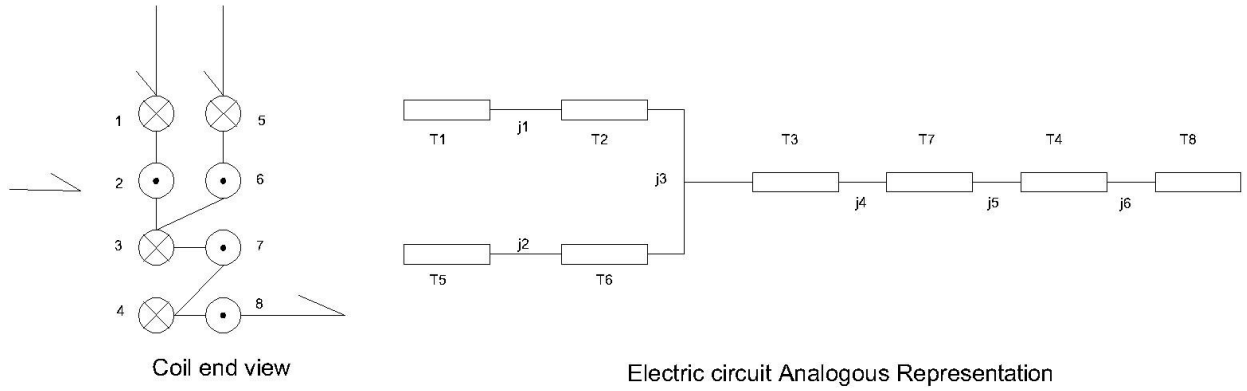 1
5
2
6
3
7
4
8
Coil end view
T1
j1
T2
j3
T3
j4
T7
j5
T4
j6
T8
T5
j2
T6
Electric circuit Analogous Representation